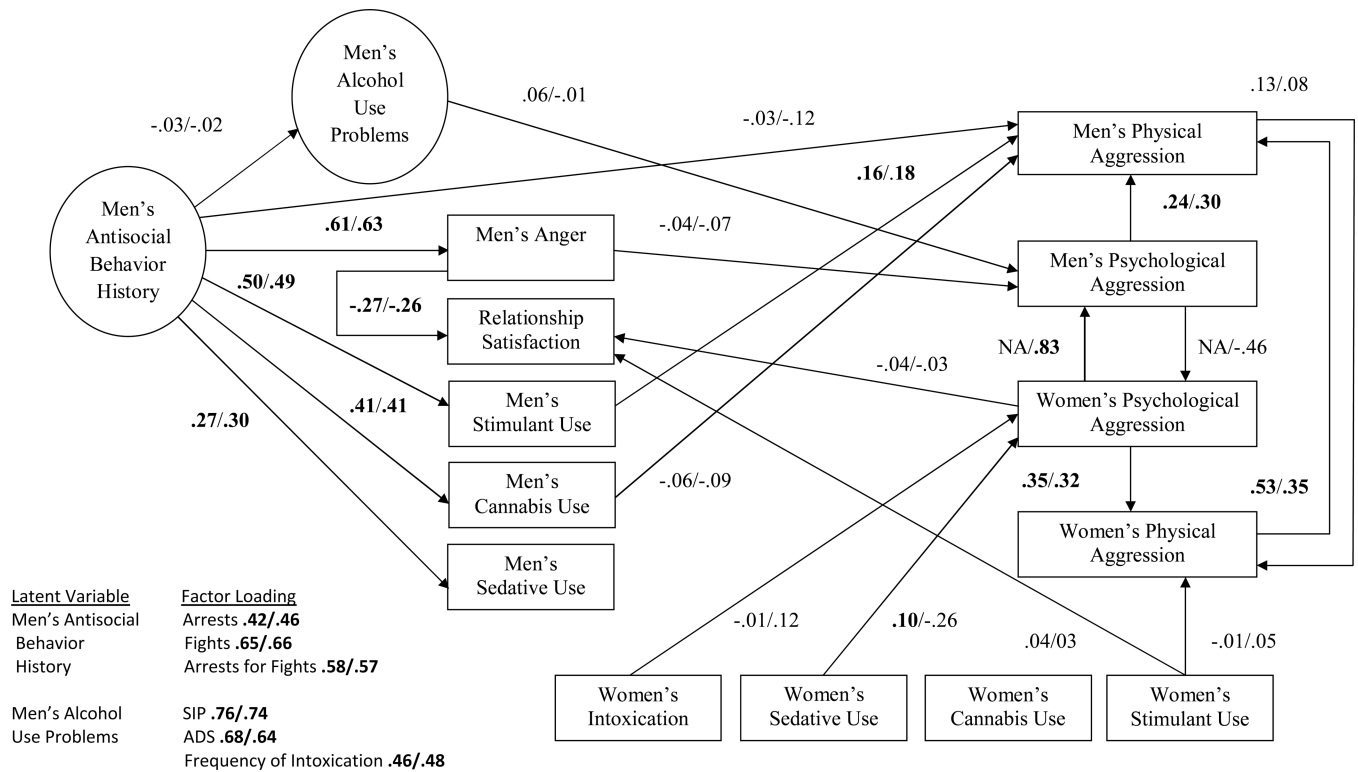 Men's
Alcohol
Use
Problems
.06/-.01
.13/.08
-.03/-.02
-.03/-.12
Men's Physical
Aggression
.16/.18
Men's
Antisocial
Behavior
History
.61/.63
Men's Anger
-.04/-.07
.24/.30
Men's Psychological
Aggression
.50/.49
-.27/-.26
Relationship
Satisfaction
NA/.83
NA/-.46
-.04/-.03
.27/.30
.41/.41
Men's
Stimulant Use
Women's Psychological
Aggression
Men's
Cannabis Use
-.06/-.09
.35/.32
.53/.35
Women's Physical
Aggression
Men's
Sedative Use
Latent Variable Factor Loading
Men's Antisocial Arrests .42/.46
Behavior Fights .65/.66
History Arrests for Fights .58/.57
Men's Alcohol SIP .76/.74
Use Problems ADS .68/.64
Frequency of Intoxication .46/.48
-.01/.12
.10/-.26
.04/03
-.01/.05
Women's
Intoxication
Women's
Sedative Use
Women's
Cannabis Use
Women's
Stimulant Use